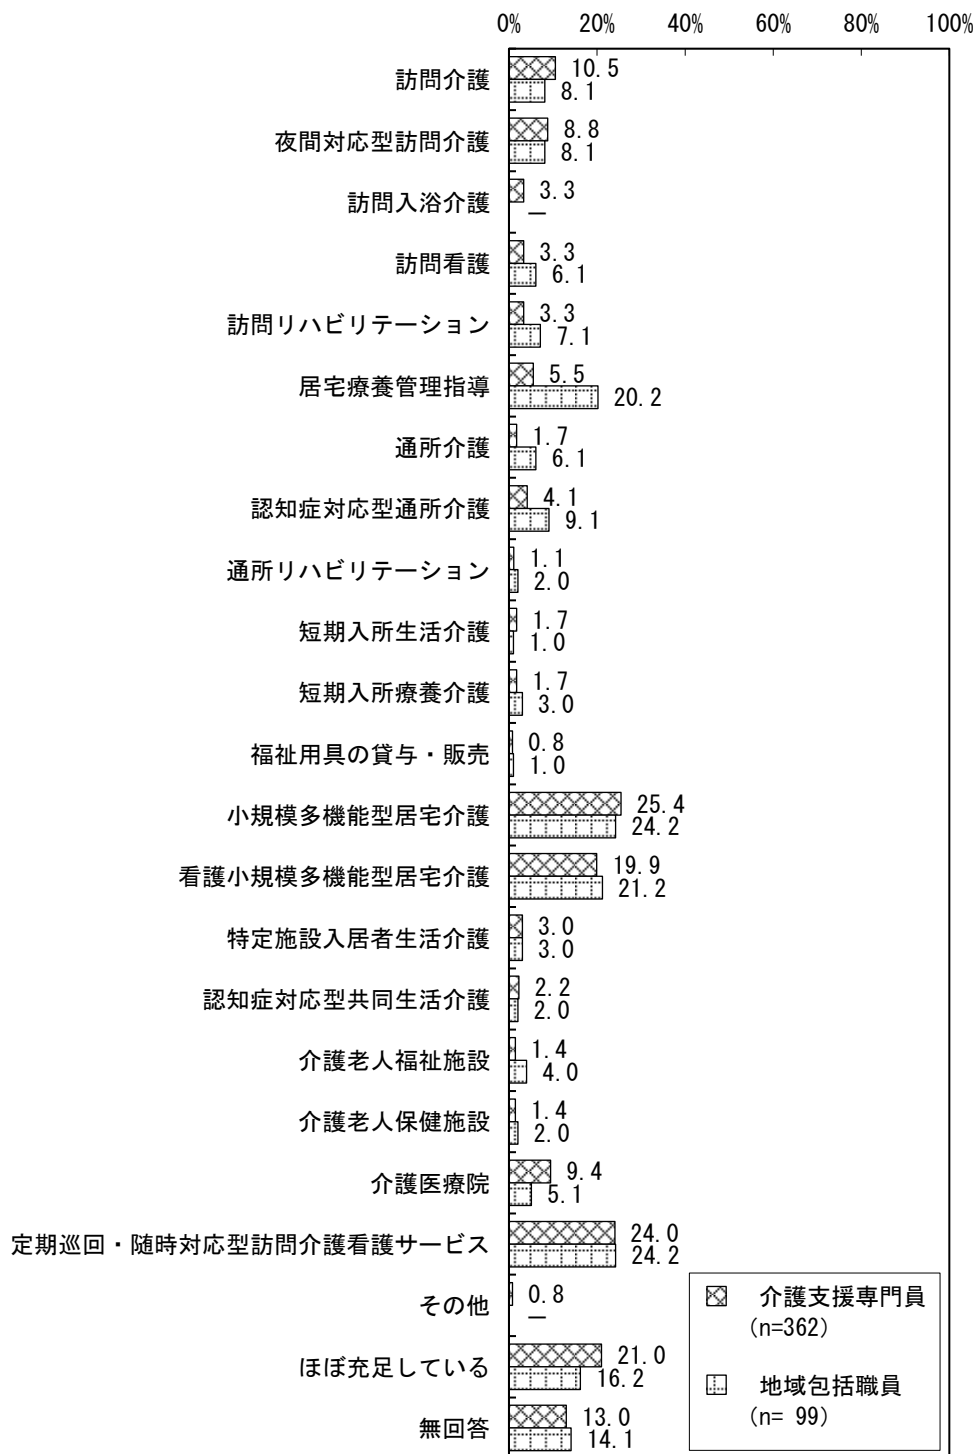 0% 20% 40% 60% 80% 100%
訪問介護 10.5
8.1
夜間対応型訪問介護 8.8
8.1
訪問入浴介護 3.3
－
訪問看護 3.3
6.1
訪問リハビリテーション 3.3
7.1
居宅療養管理指導 5.5
20.2
通所介護 1.7
6.1
認知症対応型通所介護 4.1
9.1
通所リハビリテーション 1.1
2.0
短期入所生活介護 1.7
1.0
短期入所療養介護 1.7
3.0
福祉用具の貸与・販売 0.8
1.0
小規模多機能型居宅介護 25.4
24.2
看護小規模多機能型居宅介護 19.9
21.2
特定施設入居者生活介護 3.0
3.0
認知症対応型共同生活介護 2.2
2.0
介護老人福祉施設 1.4
4.0
介護老人保健施設 1.4
2.0
介護医療院 9.4
5.1
定期巡回・随時対応型訪問介護看護サービス 24.0
24.2
その他 0.8
－
ほぼ充足している 21.0
16.2
無回答 13.0
14.1
介護支援専門員
(n=362)
地域包括職員
(n= 99)